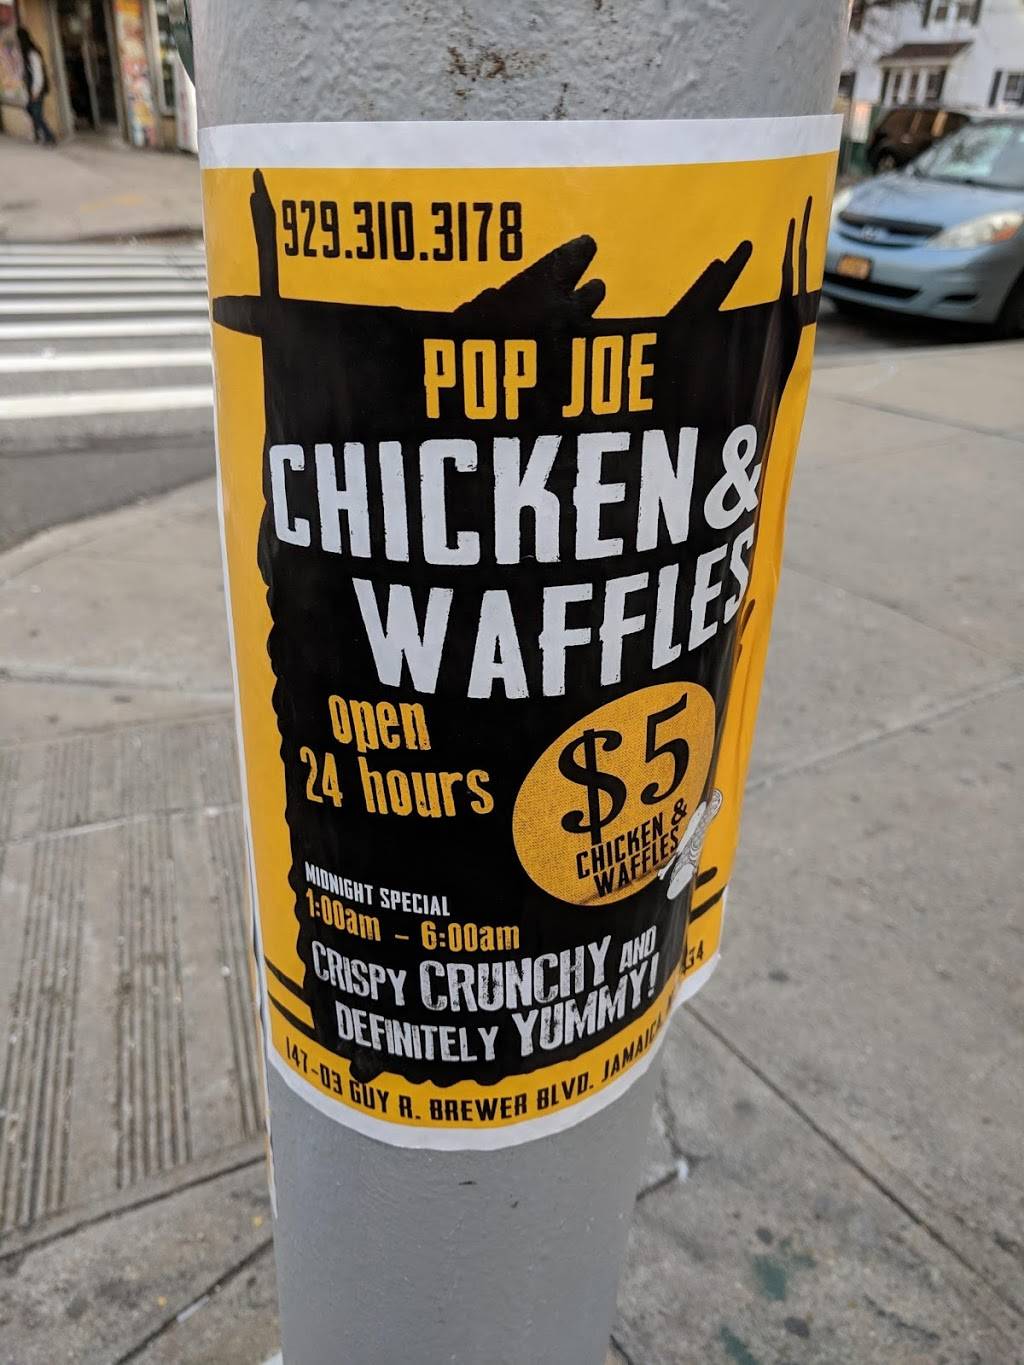 929.310.3178
POP JOE
CHICKEN &
WAFFLES
open
24 hours
$5
CHICKEN &
WAFFLES
MIDNIGHT SPECIAL
1:00am - 6:00am
CRISPY CRUNCHY AND
DEFINITELY YUMMY!
147-03 GUY R. BREWER BLVD. JAMAICA 34